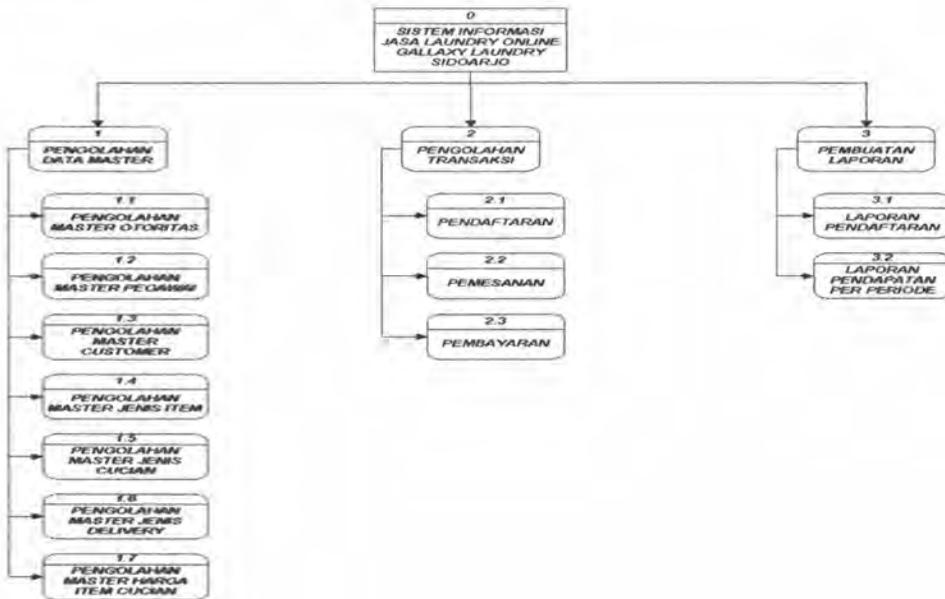 0
SISTEM INFORMASI
JASA LAUNDRY ONLINE
GALLAXY LAUNDRY
SIDOARJO
1
PENGOLAHAN
DATA MASTER
2
PENGOLAHAN
TRANSAKSI
3
PEMBUATAN
LAPORAN
1.1
PENGOLAHAN
MASTER OTORITAS
1.2
PENGOLAHAN
MASTER PEGAWAI
1.3
PENGOLAHAN
MASTER
CUSTOMER
1.4
PENGOLAHAN
MASTER JENIS ITEM
1.5
PENGOLAHAN
MASTER JENIS
CUCIAN
1.6
PENGOLAHAN
MASTER JENIS
DELIVERY
1.7
PENGOLAHAN
MASTER HARGA
ITEM CUCIAN
2.1
PENDAFTARAN
2.2
PEMESANAN
2.3
PEMBAYARAN
3.1
LAPORAN
PENDAFTARAN
3.2
LAPORAN
PENDAPATAN
PER PERIODE